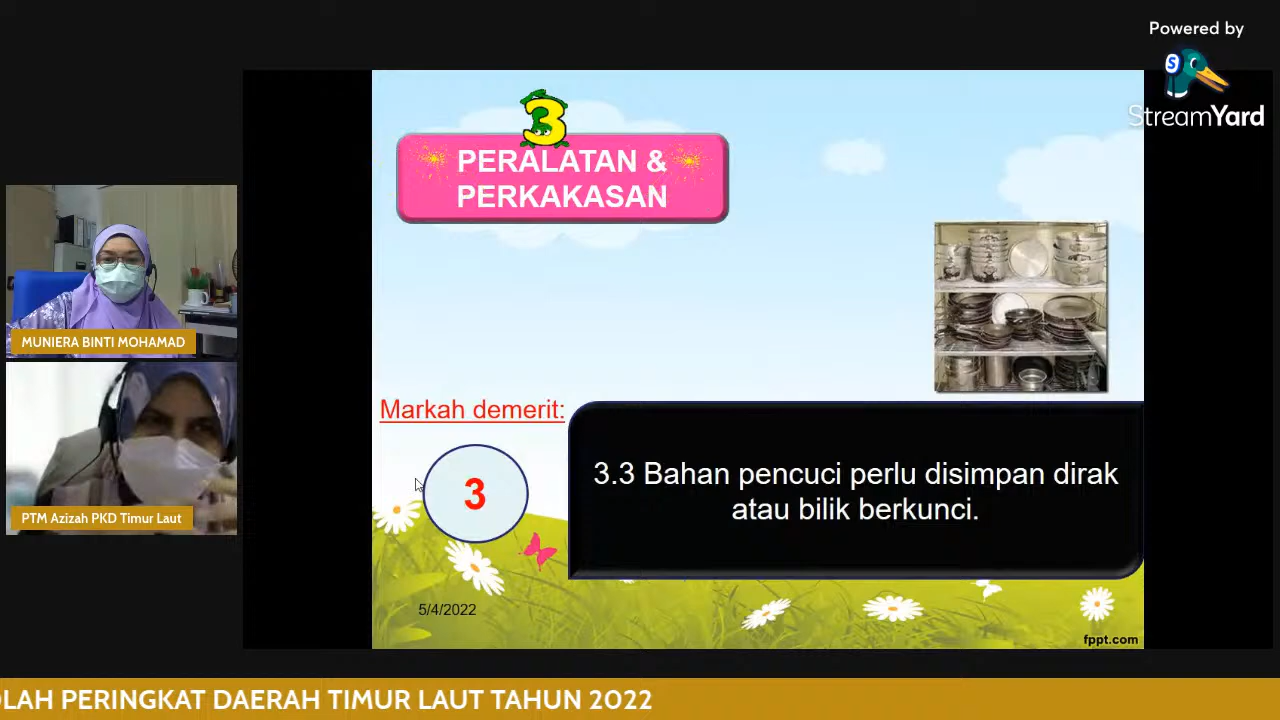 Powered by
StreamYard
3
PERALATAN &
PERKAKASAN
MUNIERA BINTI MOHAMAD
PTM Azizah PKD Timur Laut
Markah demerit:
3
3.3 Bahan pencuci perlu disimpan dirak
atau bilik berkunci.
5/4/2022
fppt.com
OLAH PERINGKAT DAERAH TIMUR LAUT TAHUN 2022